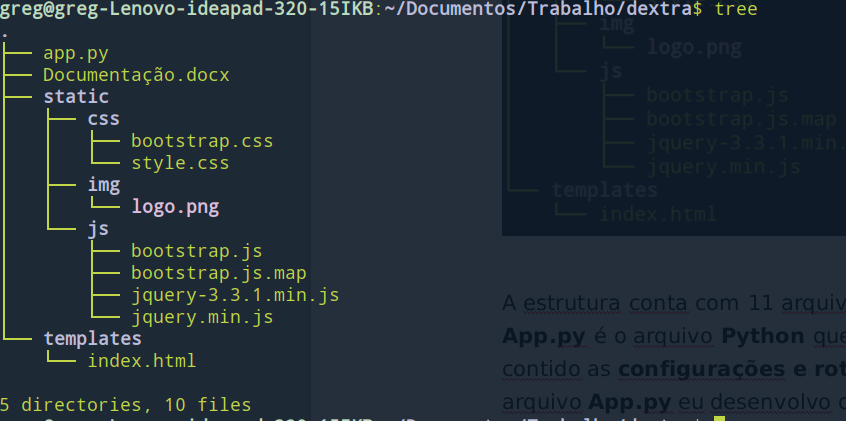 greg@greg-Lenovo-ideapad-320-15IKB:~/Documentos/Trabalho/dextra$ tree
.
├── app.py
├── Documentação.docx
├── static
│   ├── css
│   │   ├── bootstrap.css
│   │   └── style.css
│   ├── img
│   │   └── logo.png
│   └── js
│       ├── bootstrap.js
│       ├── bootstrap.js.map
│       ├── jquery-3.3.1.min.js
│       └── jquery.min.js
└── templates
    └── index.html
5 directories, 10 files
img
└── logo.png
js
├── bootstrap.js
├── bootstrap.js.map
├── jquery-3.3.1.min.
└── jquery.min.js
└── templates
    └── index.html
A estrutura conta com 11 arquiv
App.py é o arquivo Python que
contido as configurações e rot
arquivo App.py eu desenvolvo